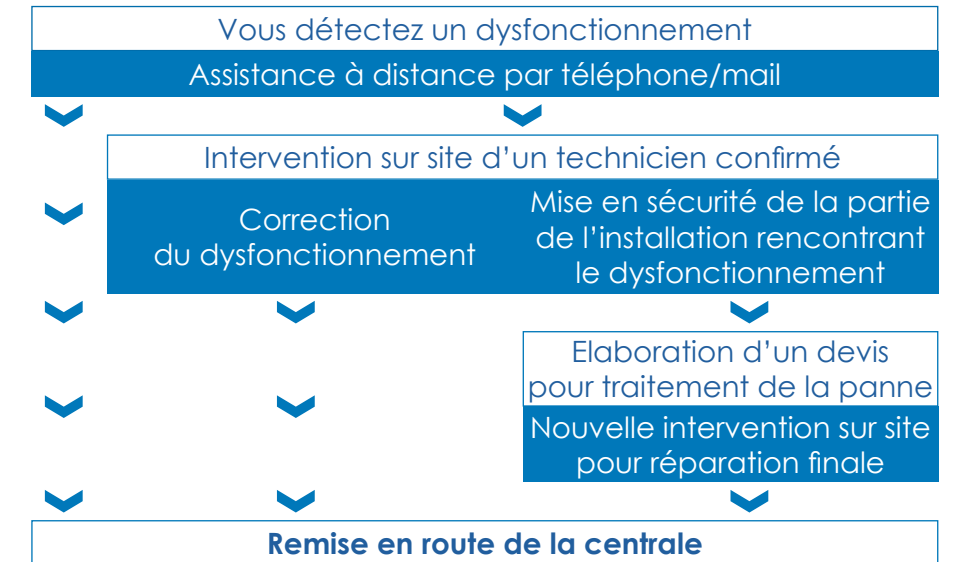 Vous détectez un dysfonctionnement
Assistance à distance par téléphone/mail
Intervention sur site d’un technicien confirmé
Correction
du dysfonctionnement
Mise en sécurité de la partie
de l’installation rencontrant
le dysfonctionnement
Elaboration d’un devis
pour traitement de la panne
Nouvelle intervention sur site
pour réparation finale
Remise en route de la centrale